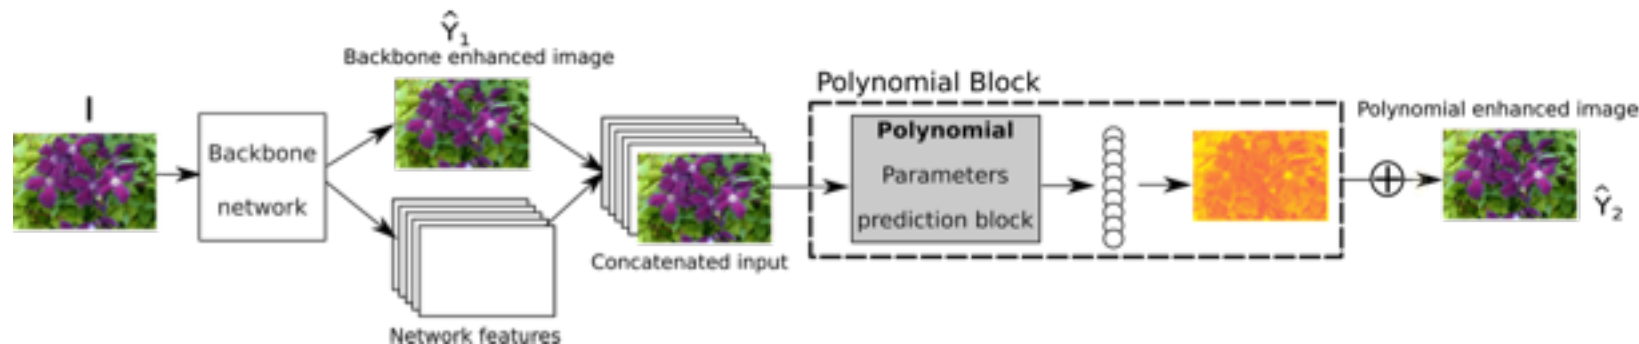 I
Backbone
network
Ŷ₁
Backbone enhanced image
Network features
Concatenated input
Polynomial Block
Polynomial
Parameters
prediction block
Polynomial enhanced image
Ŷ₂